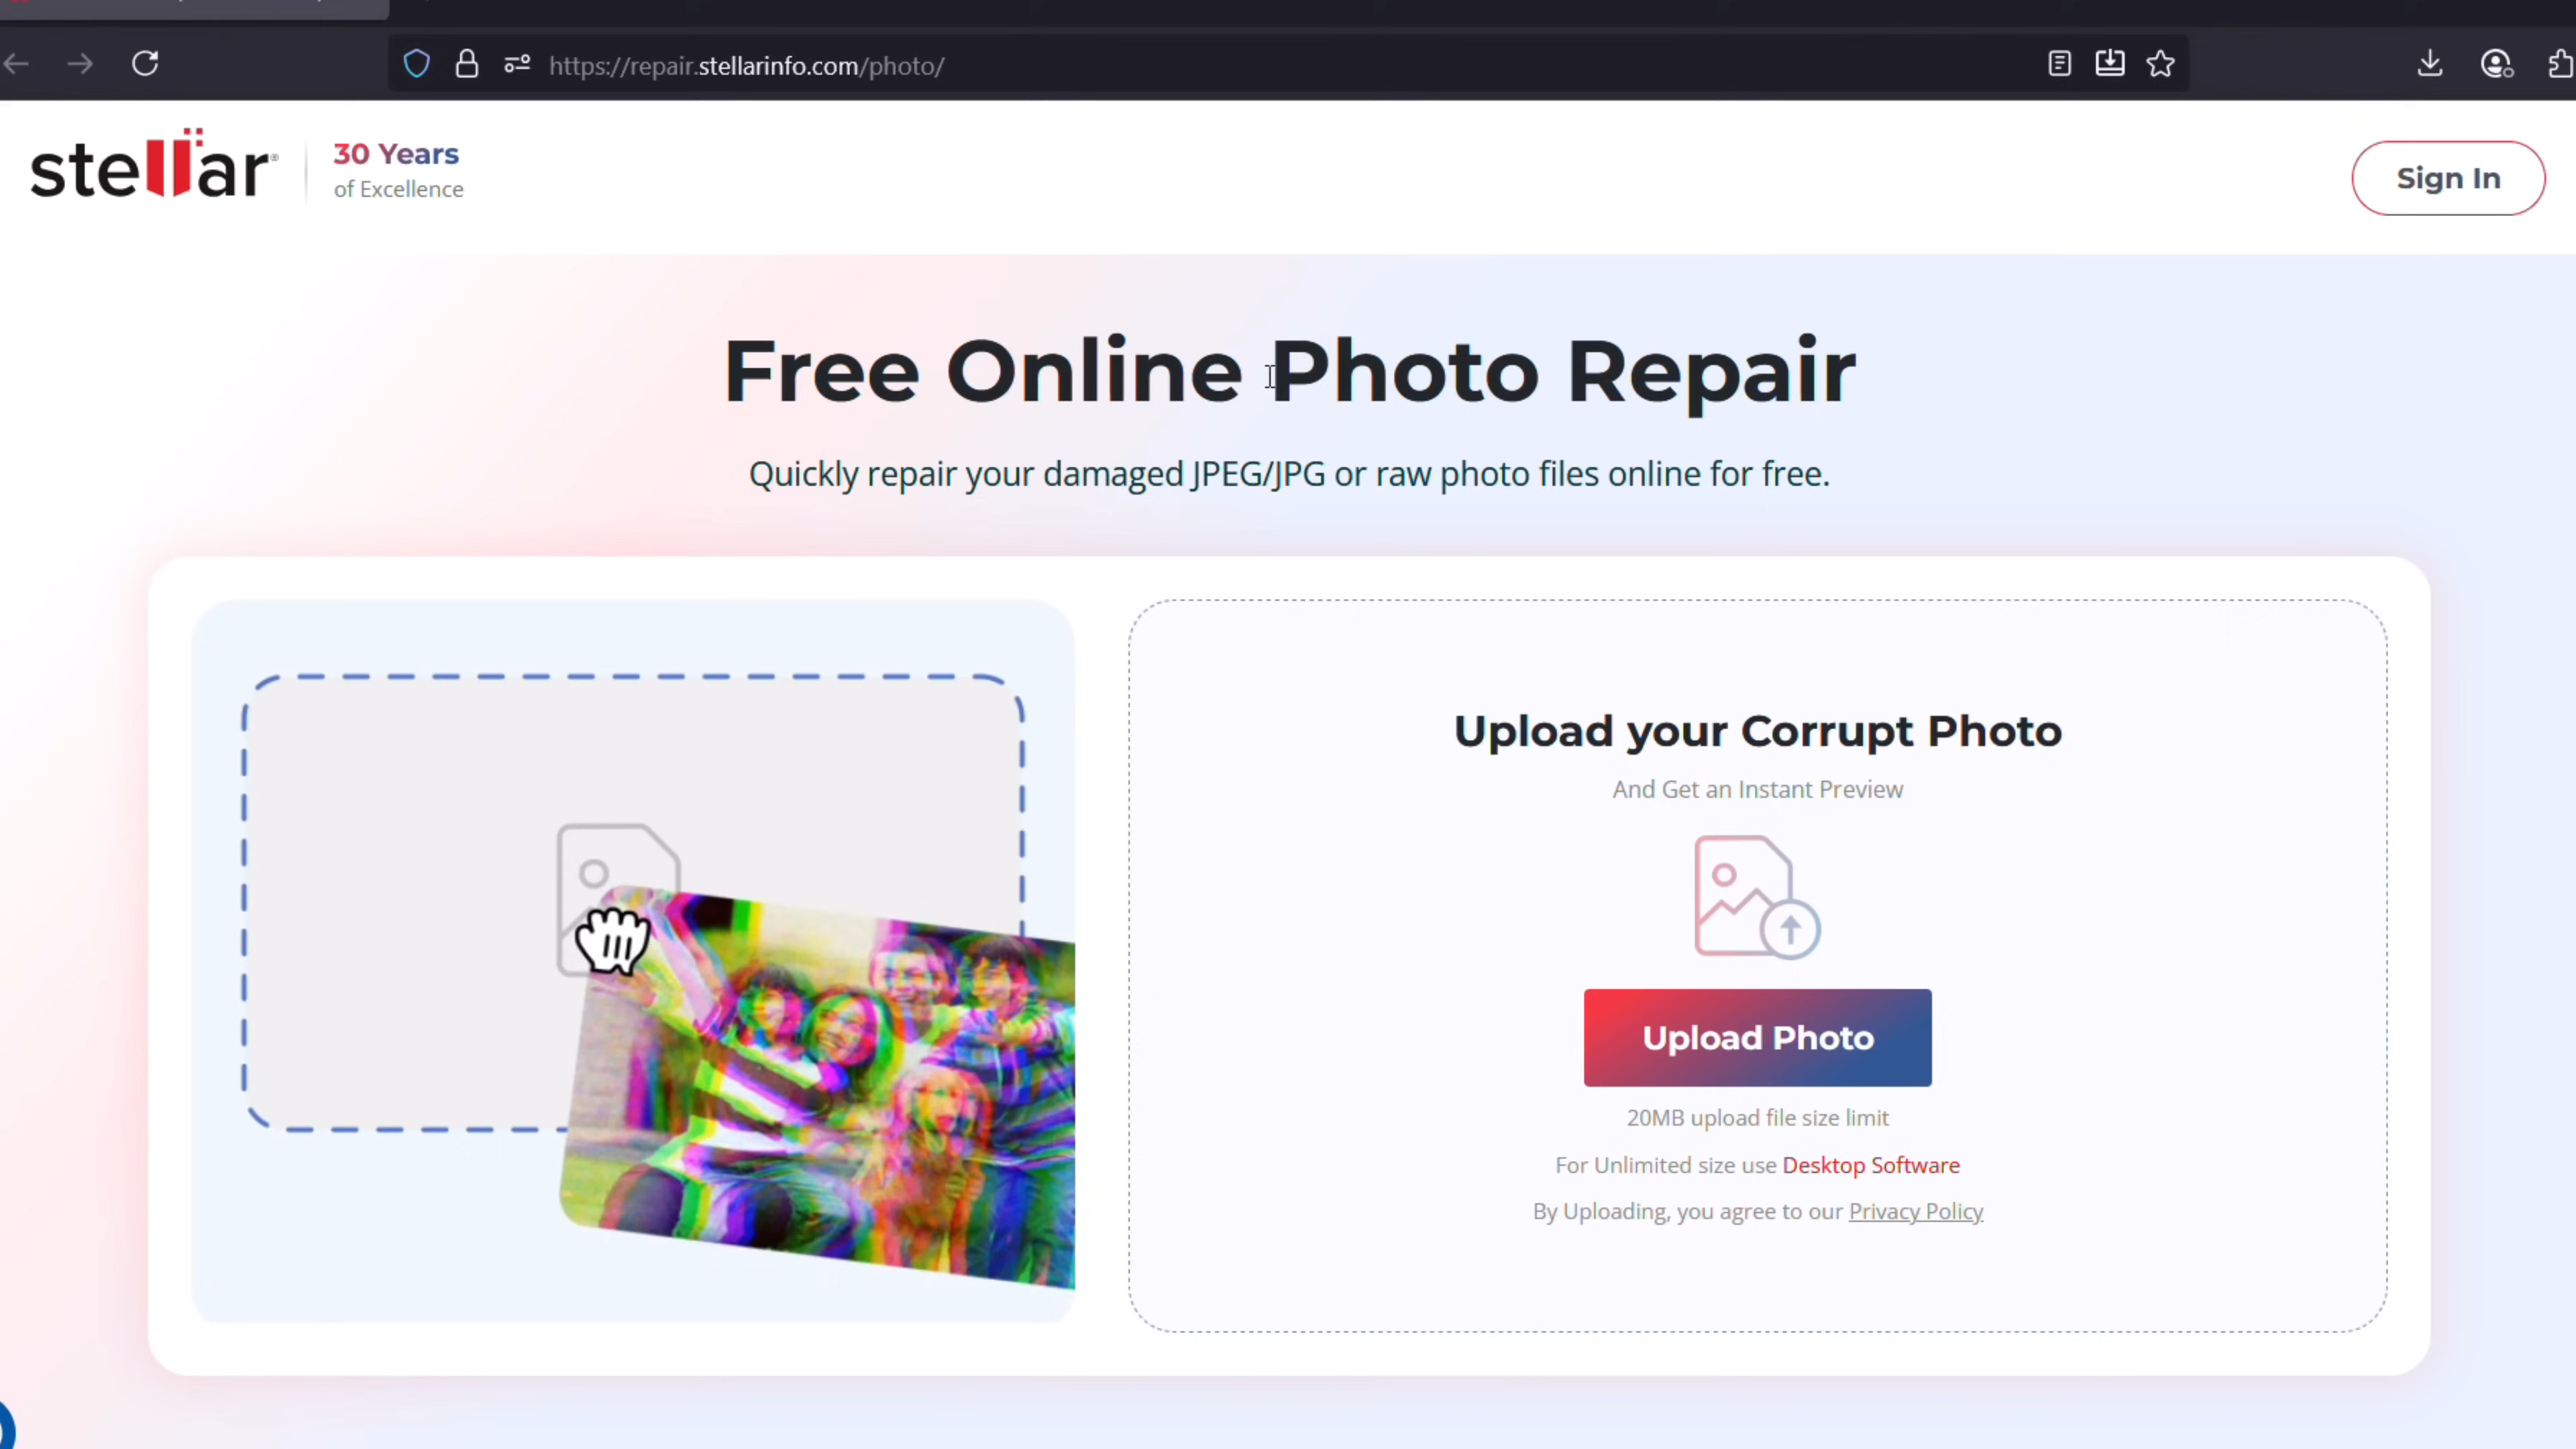 https://repair.stellarinfo.com/photo/
stellar
30 Years
of Excellence
Sign In
Free Online Photo Repair
Quickly repair your damaged JPEG/JPG or raw photo files online for free.
Upload your Corrupt Photo
And Get an Instant Preview
Upload Photo
20MB upload file size limit
For Unlimited size use Desktop Software
By Uploading, you agree to our Privacy Policy